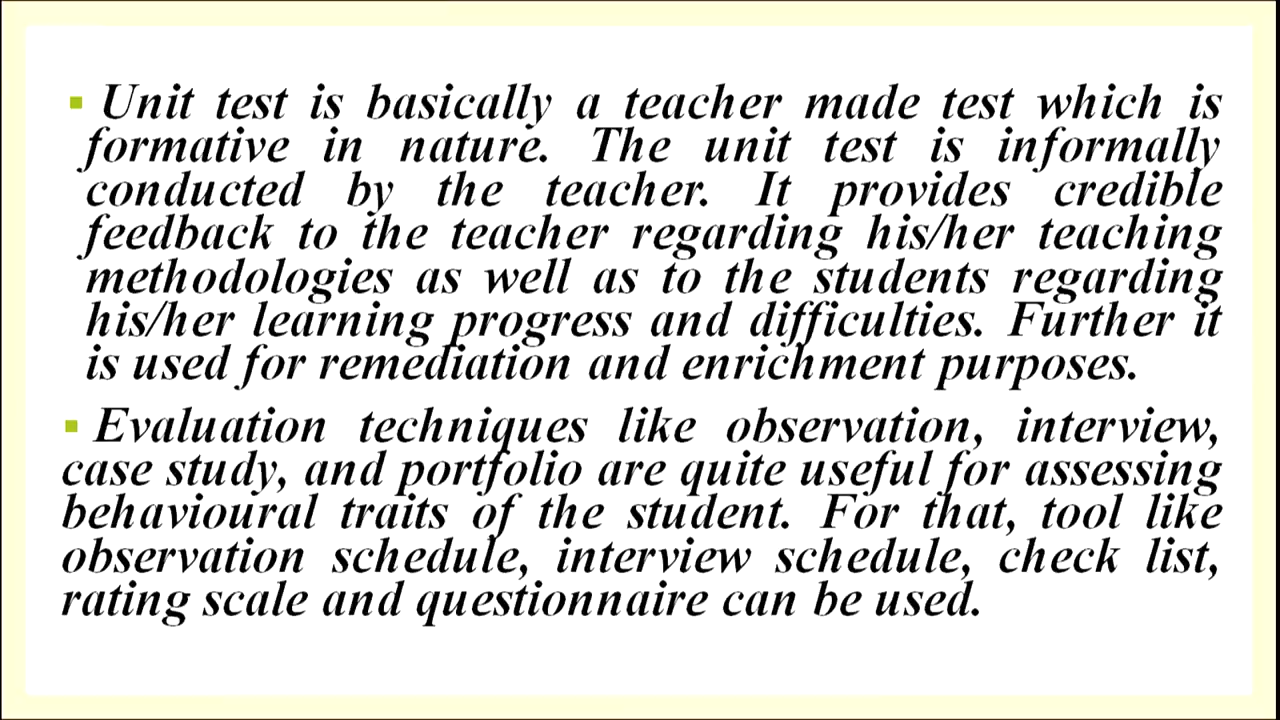 ▪ Unit test is basically a teacher made test which is
formative in nature. The unit test is informally
conducted by the teacher. It provides credible
feedback to the teacher regarding his/her teaching
methodologies as well as to the students regarding
his/her learning progress and difficulties. Further it
is used for remediation and enrichment purposes.
▪ Evaluation techniques like observation, interview,
case study, and portfolio are quite useful for assessing
behavioural traits of the student. For that, tool like
observation schedule, interview schedule, check list,
rating scale and questionnaire can be used.